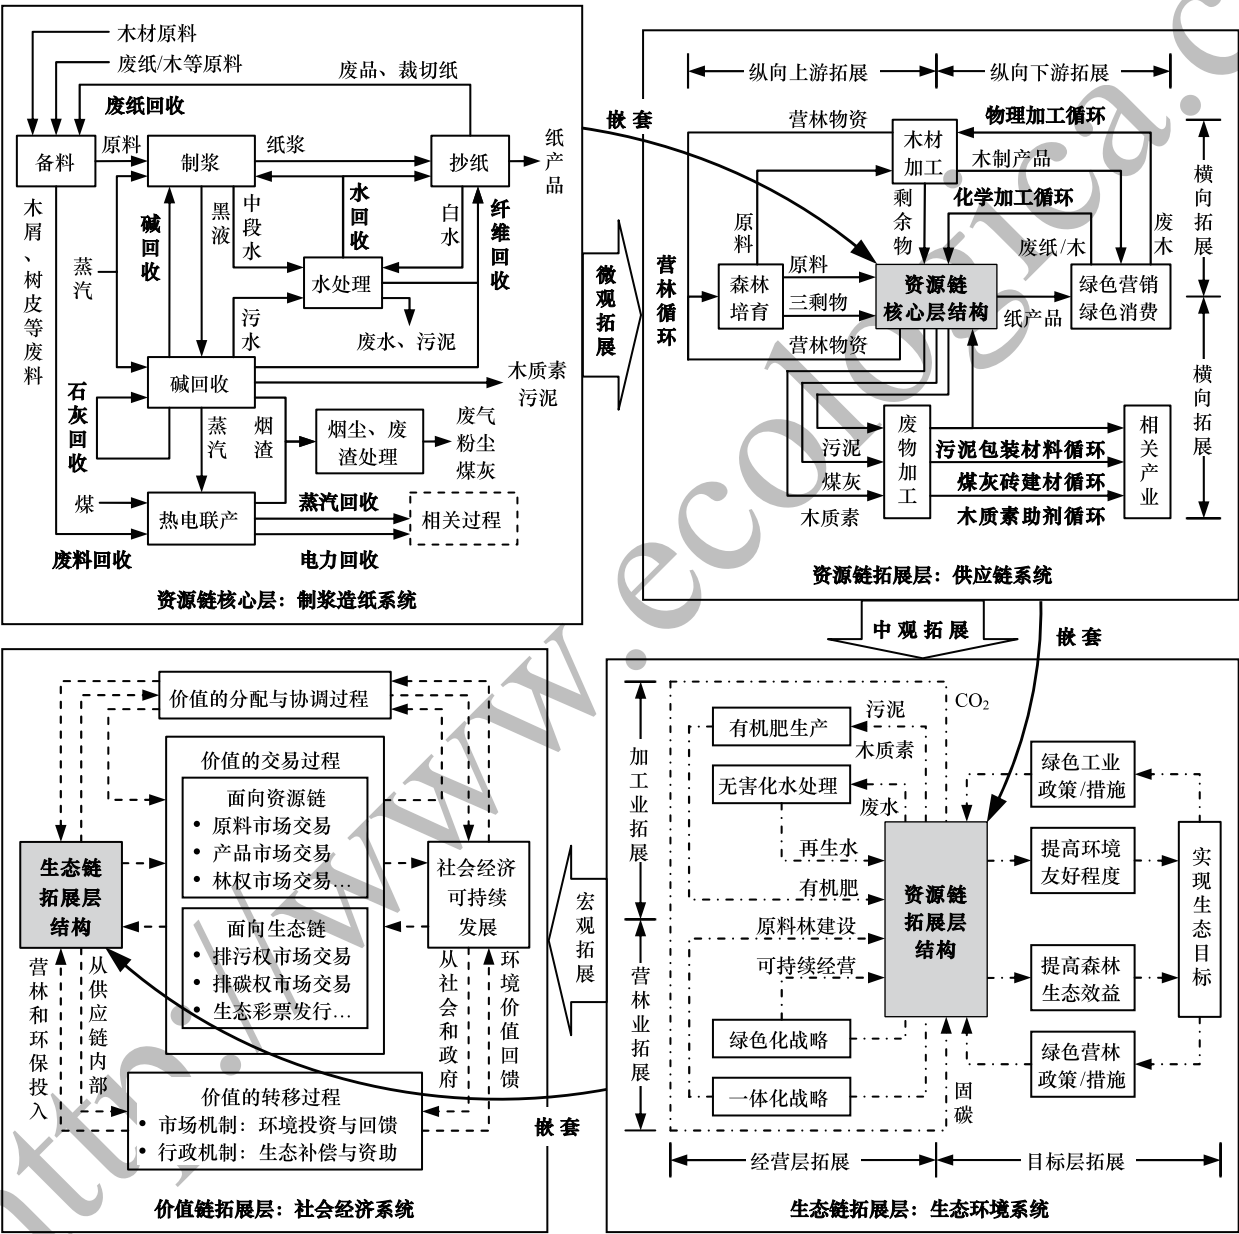 木材原料
废纸/木等原料
废品、裁切纸
废纸回收
备料
原料
制浆
纸浆
抄纸
纸产品
木屑、树皮等废料
蒸汽
碱回收
黑液
中段水
水回收
白水
纤维回收
水处理
污水
废水、污泥
碱回收
木质素
污泥
石灰回收
蒸汽
烟渣
烟尘、废
渣处理
废气
粉尘
煤灰
煤
热电联产
蒸汽回收
相关过程
废料回收
电力回收
资源链核心层：制浆造纸系统
嵌套
微观拓展
纵向上游拓展
纵向下游拓展
营林物资
木材
加工
物理加工循环
木制产品
化学加工循环
原料
剩余物
废纸/木
废木
横向拓展
营林循环
森林
培育
原料
三剩物
资源链
核心层结构
纸产品
绿色营销
绿色消费
营林物资
污泥
煤灰
木质素
废物加工
污泥包装材料循环
煤灰砖建材循环
木质素助剂循环
相关产业
横向拓展
资源链拓展层：供应链系统
中观拓展
嵌套
价值的分配与协调过程
价值的交易过程
面向资源链
• 原料市场交易
• 产品市场交易
• 林权市场交易…
生态链
拓展层
结构
社会经济
可持续
发展
面向生态链
• 排污权市场交易
• 排碳权市场交易
• 生态彩票发行…
营林和环保投入
从供应链内部
从社会和政府
环境价值回馈
价值的转移过程
• 市场机制：环境投资与回馈
• 行政机制：生态补偿与资助
价值链拓展层：社会经济系统
宏观拓展
嵌套
加工业拓展
营林业拓展
有机肥生产
污泥
木质素
CO₂
无害化水处理
废水
再生水
有机肥
原料林建设
可持续经营
绿色化战略
一体化战略
资源链
拓展层
结构
固碳
绿色工业
政策/措施
提高环境
友好程度
提高森林
生态效益
绿色营林
政策/措施
实现生态目标
经营层拓展
目标层拓展
生态链拓展层：生态环境系统
http://www.ecologica.c